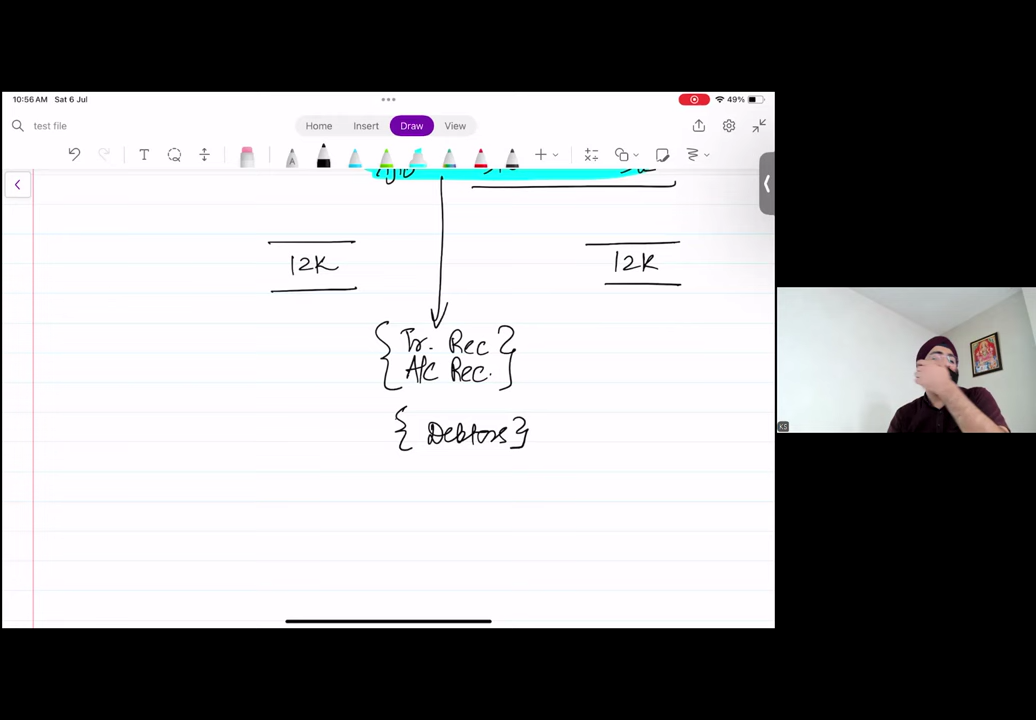 10:56 AM Sat 6 Jul
49%
test file
Home Insert Draw View
T
A
12K 12K
{ Tr. Rec }
{ A/c Rec. }
{ Debtors }
KS